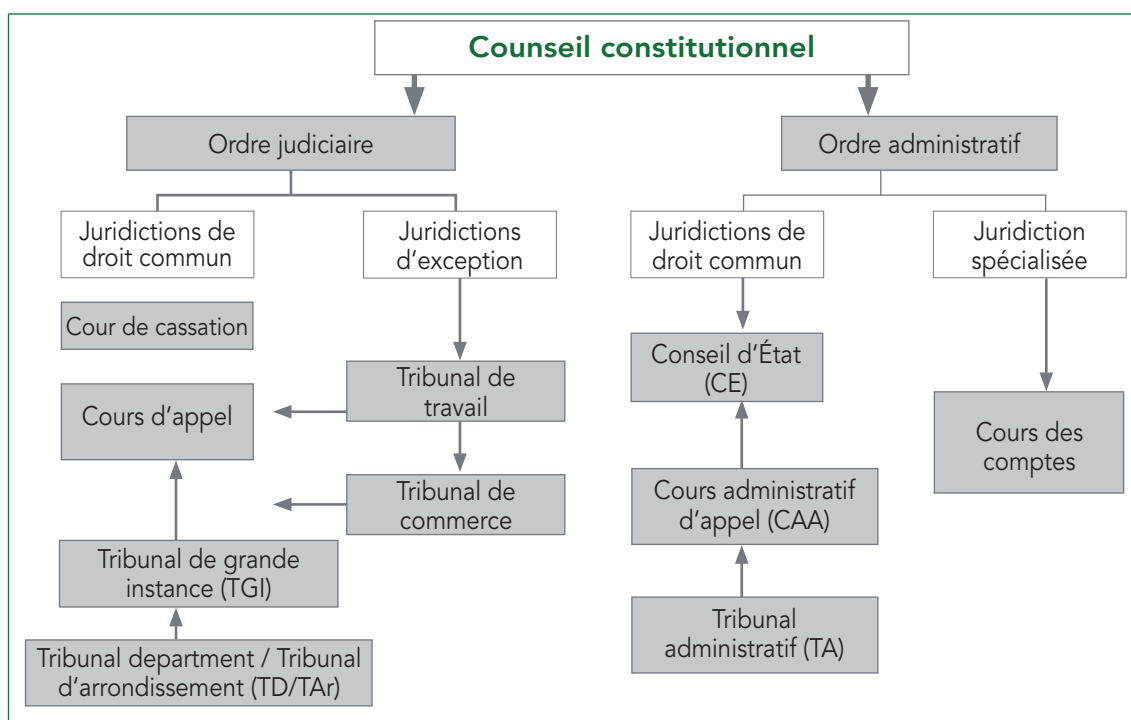 Counseil constitutionnel
Ordre judiciaire
Ordre administratif
Juridictions de
droit commun
Juridictions
d'exception
Juridictions de
droit commun
Juridiction
spécialisée
Cour de cassation
Conseil d'État
(CE)
Tribunal de
travail
Cours d'appel
Cours des
comptes
Tribunal de
commerce
Cours administratif
d'appel (CAA)
Tribunal de grande
instance (TGI)
Tribunal
administratif (TA)
Tribunal department / Tribunal
d'arrondissement (TD/TAr)